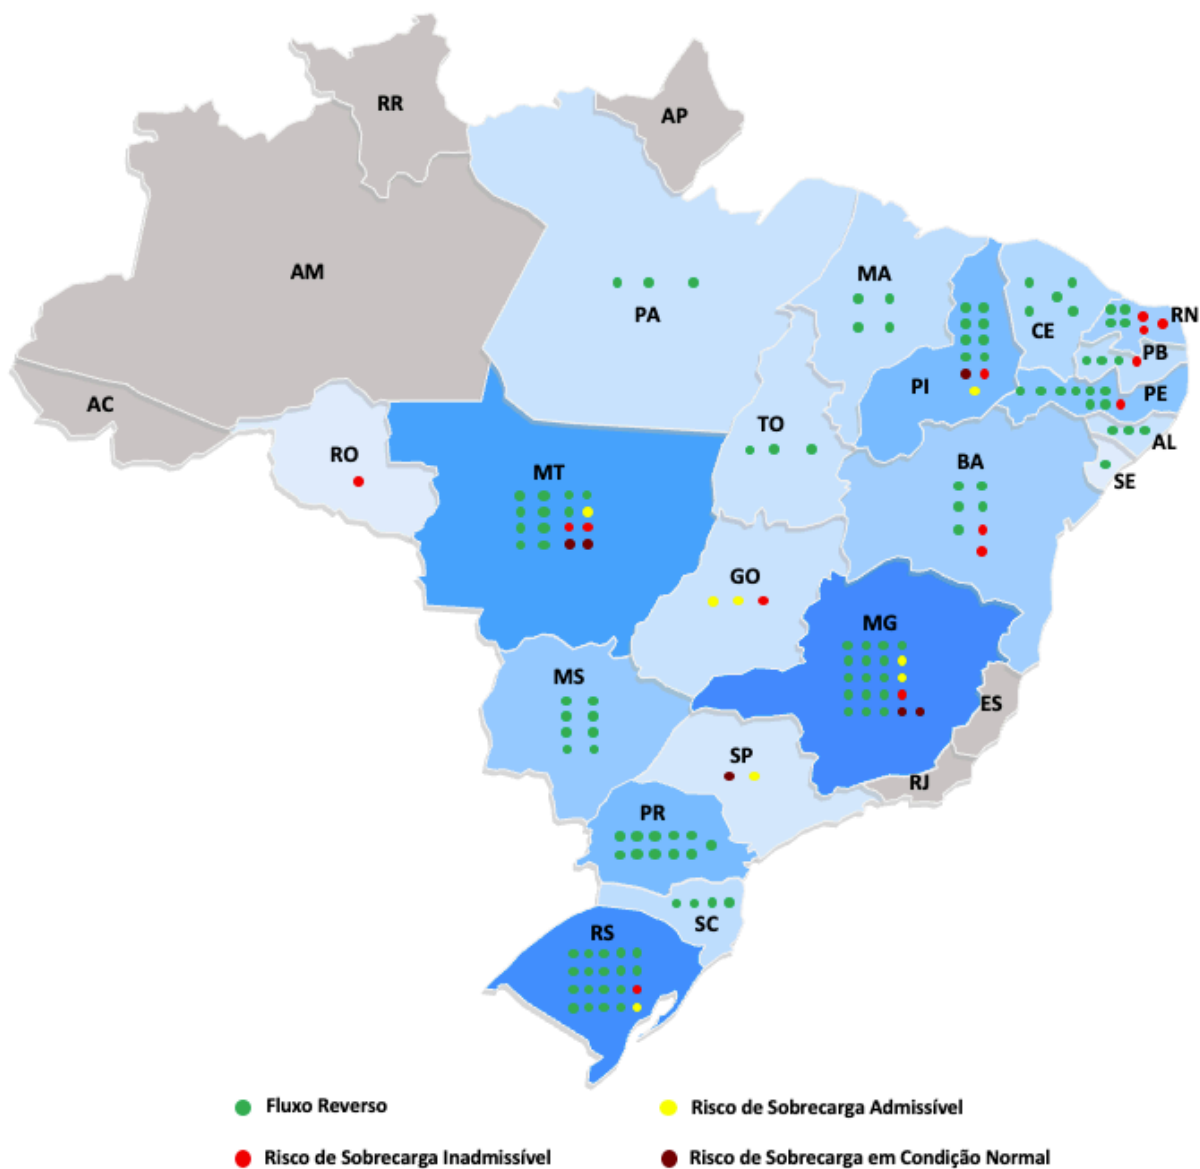 RR
AP
AM
MA
PA
RN
CE
PB
PI
PE
AC
TO
AL
RO
BA
MT
SE
GO
MG
MS
ES
SP
RJ
PR
SC
RS
Fluxo Reverso
Risco de Sobrecarga Admissível
Risco de Sobrecarga Inadmissível
Risco de Sobrecarga em Condição Normal